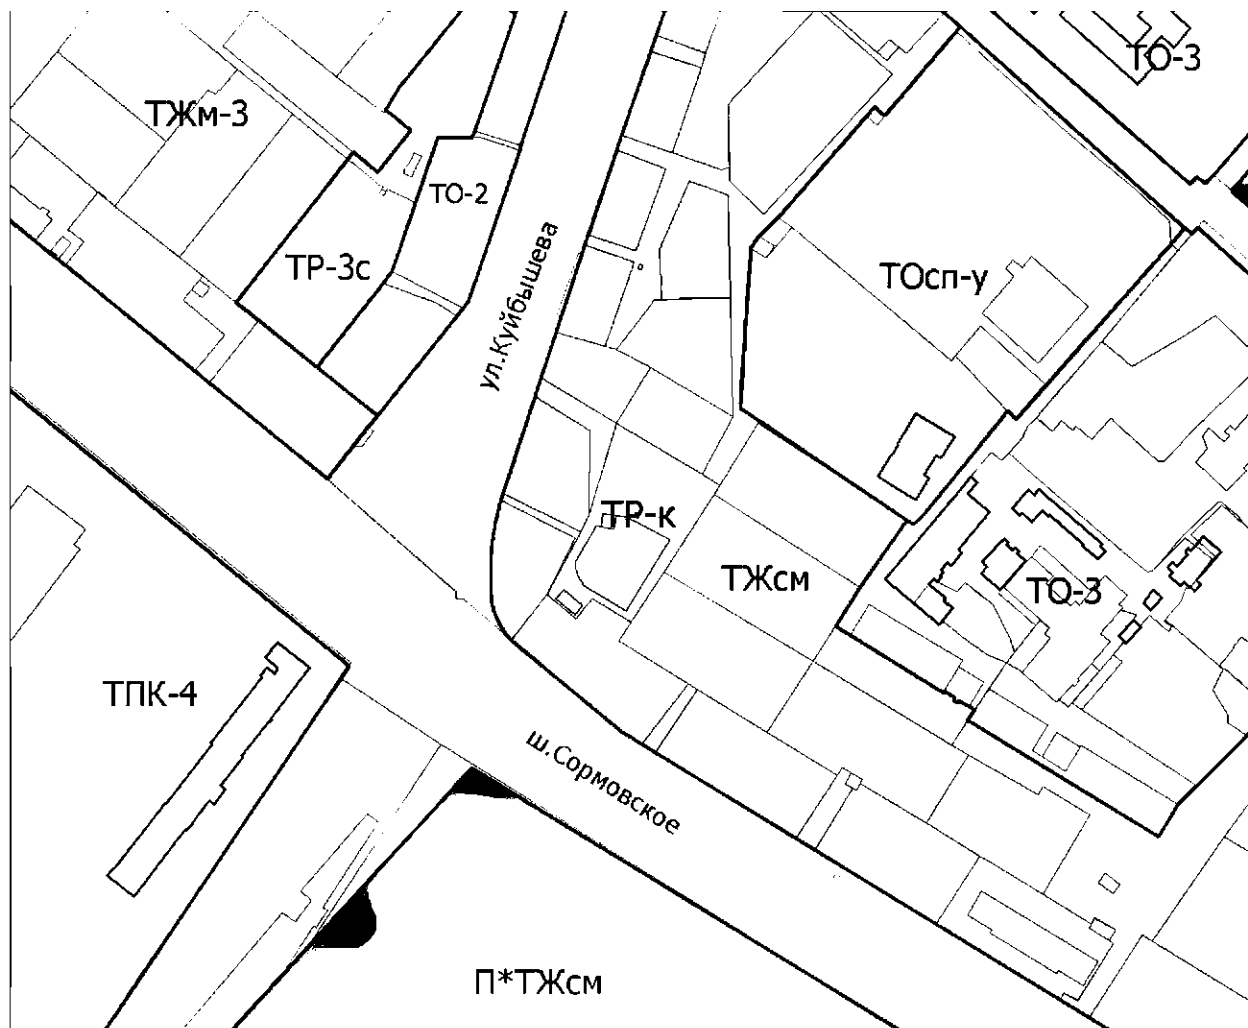 ТО-3
ТЖм-3
ТО-2
ТР-3с
ТОсп-у
ул.Куйбышева
ТР-к
ТЖсм
ТО-3
ТПК-4
ш.Сормовское
П*ТЖсм